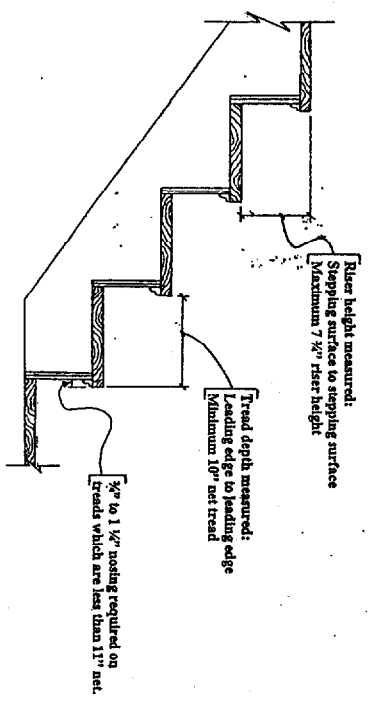 Riser height measured:
Stepping surface to stepping surface
Maximum 7 ¾" riser height
Tread depth measured:
Leading edge to leading edge
Minimum 10" net tread
¾" to 1 ¼" nosing required on
treads which are less than 11" net.